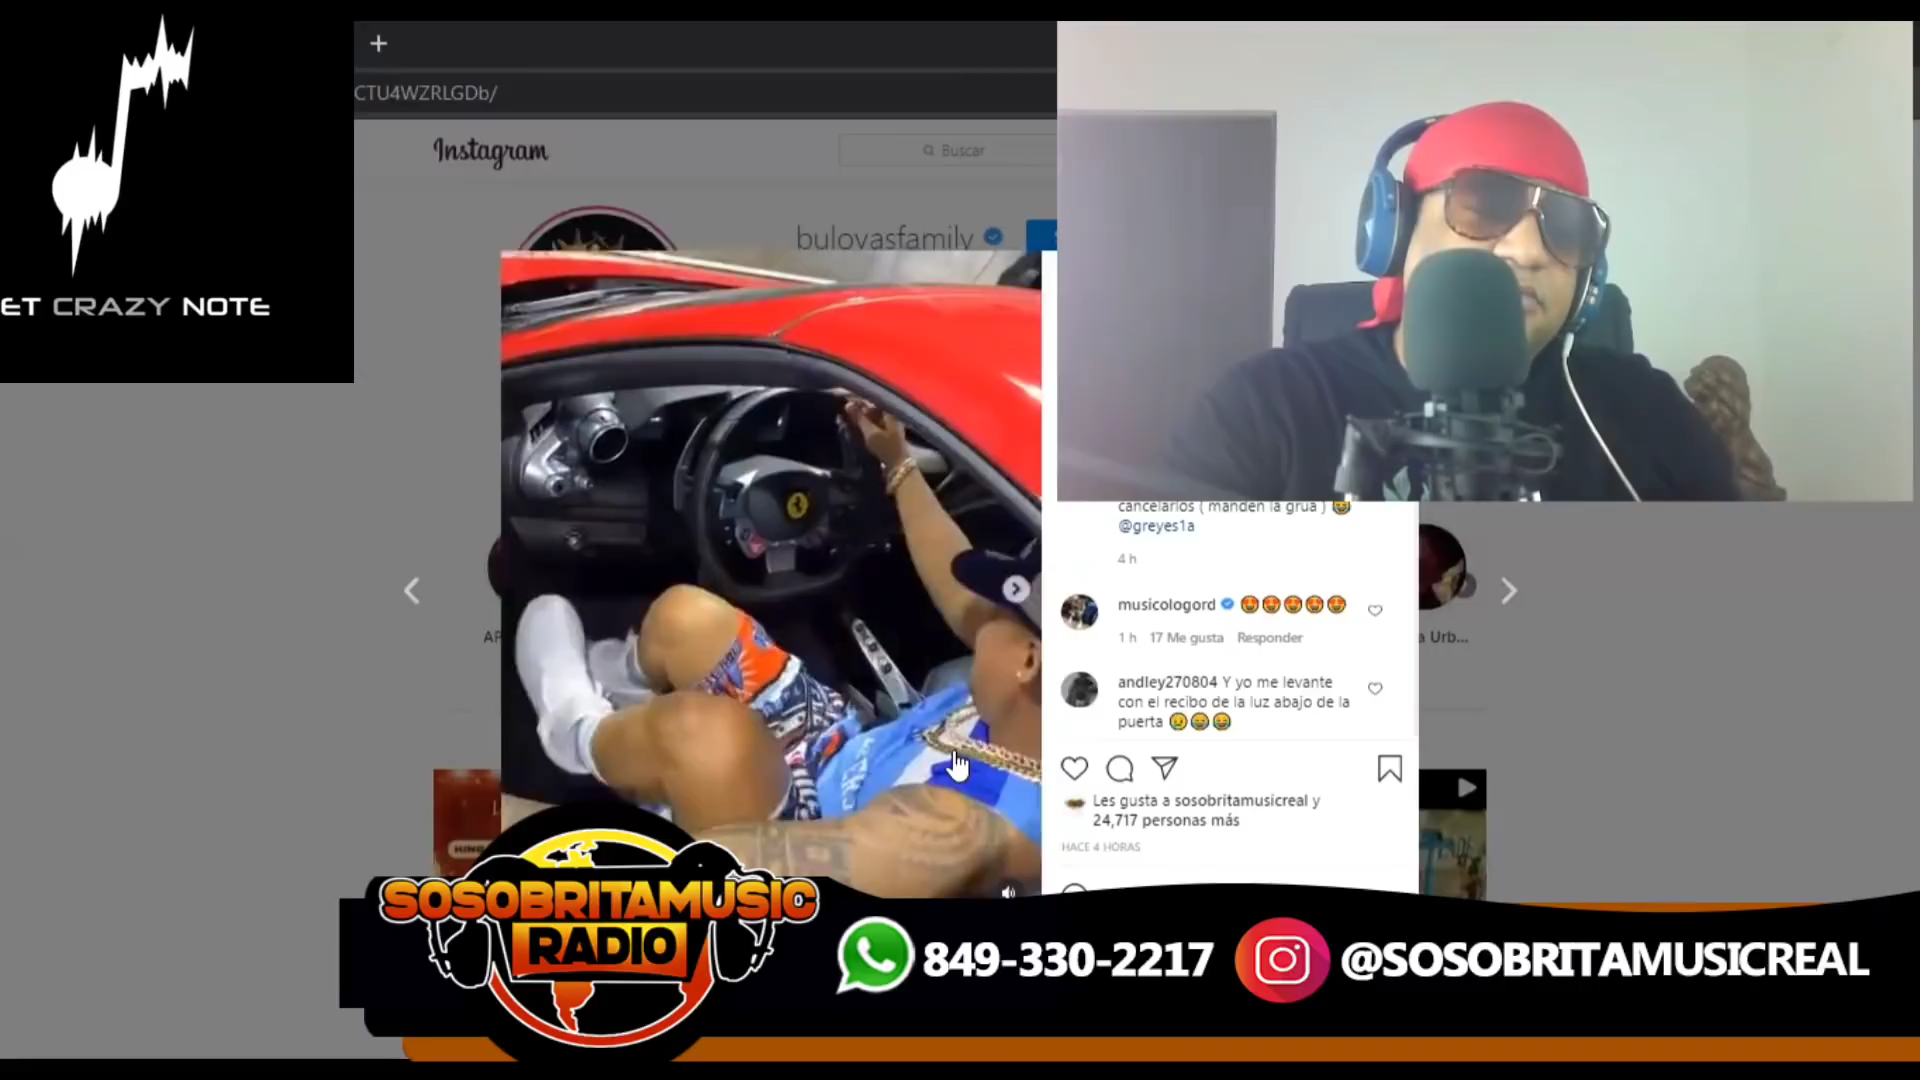 ET CRAZY NOTE
+
CTU4WZRLGDb/
Instagram
Buscar
bulovasfamily
cancelarlos ( manden la grua )
@greyes1a
4 h
musicologord
1 h 17 Me gusta Responder
andley270804 Y yo me levante
con el recibo de la luz abajo de la
puerta
a Urb...
Les gusta a sosobritamusicreal y
24,717 personas más
HACE 4 HORAS
SOSOBRITAMUSIC
RADIO
849-330-2217
@SOSOBRITAMUSICREAL